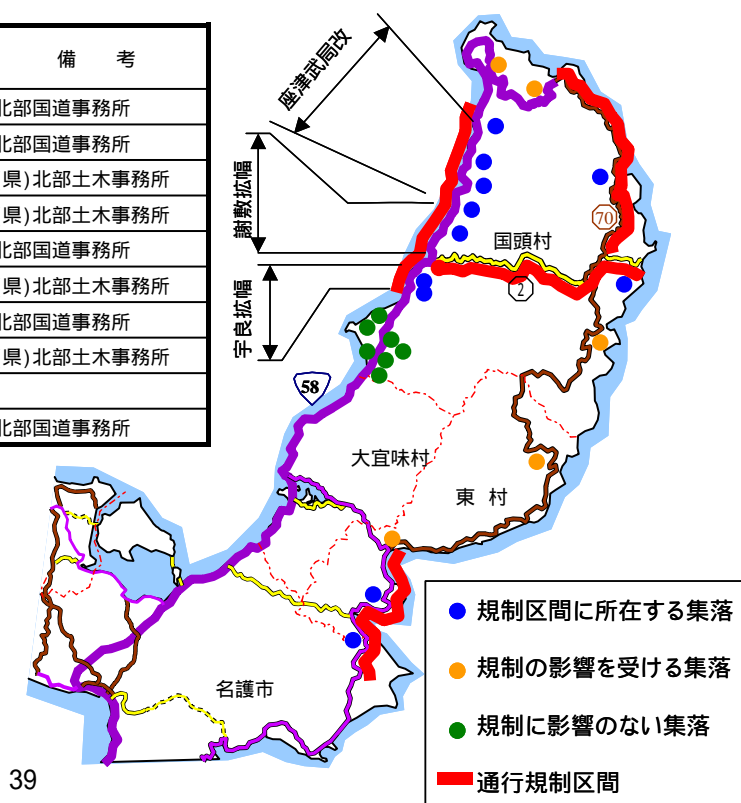 備 考
北部国道事務所
北部国道事務所
県)北部土木事務所
県)北部土木事務所
北部国道事務所
県)北部土木事務所
北部国道事務所
県)北部土木事務所
北部国道事務所
座津武局改
謝敷拡幅
宇良拡幅
国頭村
70
2
58
大宜味村
東 村
名護市
規制区間に所在する集落
規制の影響を受ける集落
規制に影響のない集落
通行規制区間
39